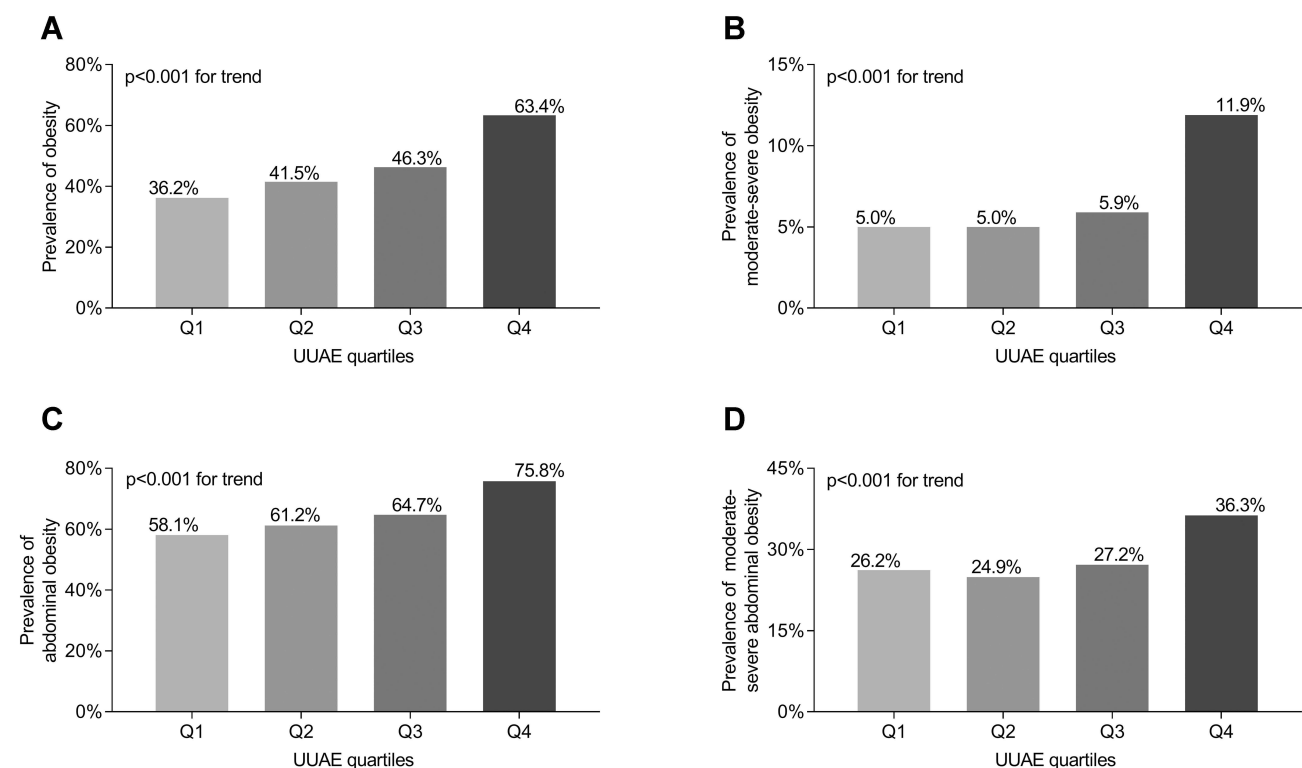 A
p<0.001 for trend
Prevalence of obesity
80%
60%
40%
20%
0%
36.2%
41.5%
46.3%
63.4%
Q1 Q2 Q3 Q4
UUAE quartiles
B
p<0.001 for trend
Prevalence of
moderate-severe obesity
15%
10%
5%
0%
5.0%
5.0%
5.9%
11.9%
Q1 Q2 Q3 Q4
UUAE quartiles
C
p<0.001 for trend
Prevalence of
abdominal obesity
80%
60%
40%
20%
0%
58.1%
61.2%
64.7%
75.8%
Q1 Q2 Q3 Q4
UUAE quartiles
D
p<0.001 for trend
Prevalence of moderate-
severe abdominal obesity
45%
30%
15%
0%
26.2%
24.9%
27.2%
36.3%
Q1 Q2 Q3 Q4
UUAE quartiles